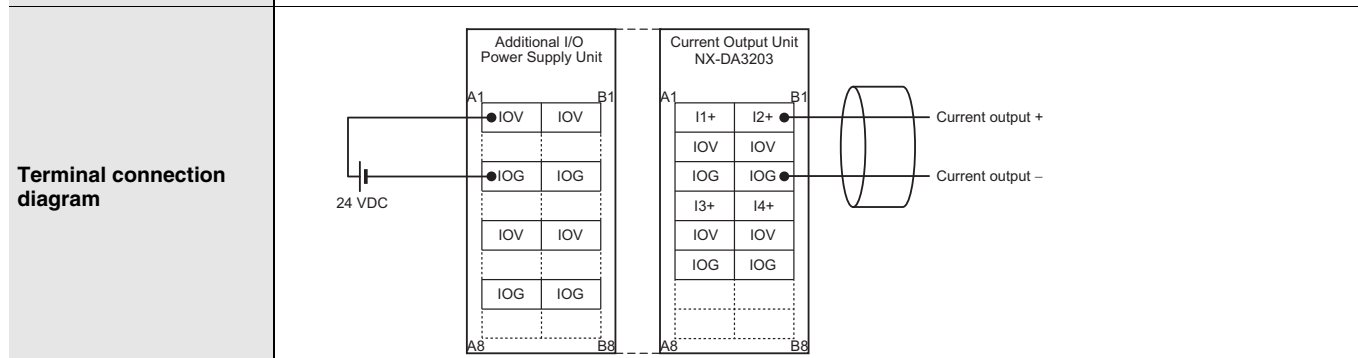 Terminal connection
diagram
24 VDC
Additional I/O
Power Supply Unit
A1 B1
IOV IOV
IOG IOG
IOV IOV
IOG IOG
A8 B8
Current Output Unit
NX-DA3203
A1 B1
I1+ I2+
IOV IOV
IOG IOG
I3+ I4+
IOV IOV
IOG IOG
A8 B8
Current output +
Current output −